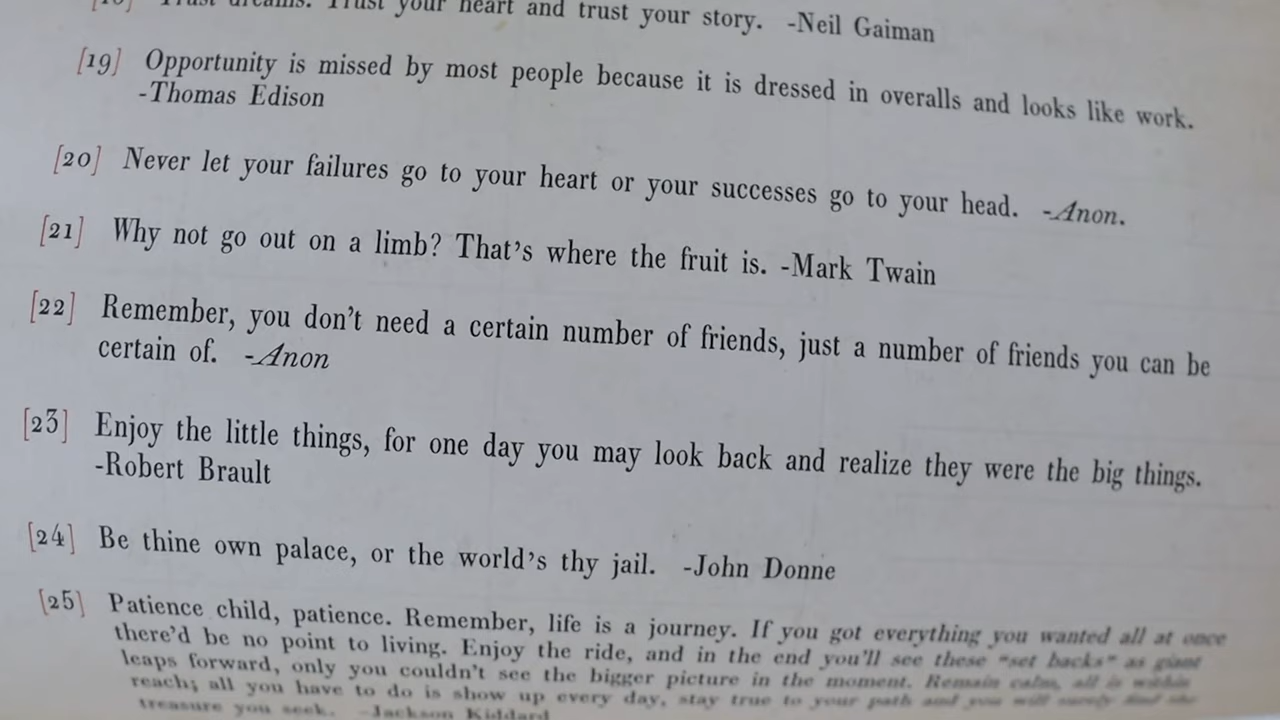 [18] Trust dreams. Trust your heart and trust your story. -Neil Gaiman
[19] Opportunity is missed by most people because it is dressed in overalls and looks like work.
-Thomas Edison
[20] Never let your failures go to your heart or your successes go to your head. -Anon.
[21] Why not go out on a limb? That's where the fruit is. -Mark Twain
[22] Remember, you don't need a certain number of friends, just a number of friends you can be
certain of. -Anon
[23] Enjoy the little things, for one day you may look back and realize they were the big things.
-Robert Brault
[24] Be thine own palace, or the world's thy jail. -John Donne
[25] Patience child, patience. Remember, life is a journey. If you got everything you wanted all at once
there'd be no point to living. Enjoy the ride, and in the end you'll see these "set backs" as giant
leaps forward, only you couldn't see the bigger picture in the moment. Remain calm, all is within
reach; all you have to do is show up every day, stay true to your path and you will surely find the
treasure you seek. -Jackson Kiddard